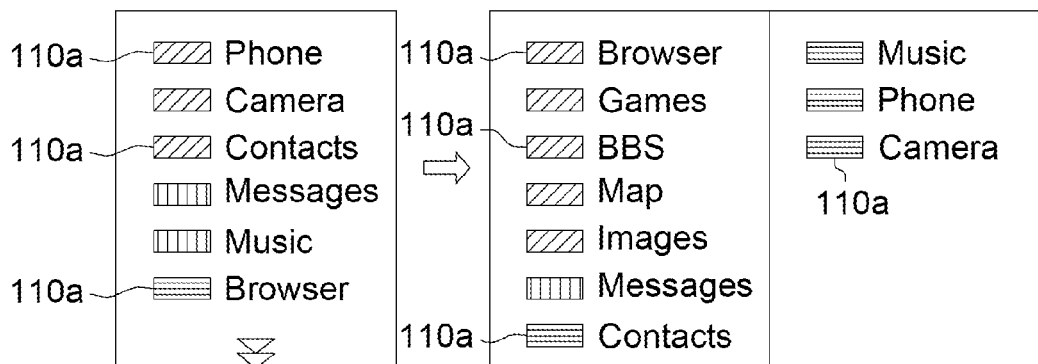 110a Phone
Camera
110a Contacts
Messages
Music
110a Browser
110a Browser
Games
110a BBS
Map
Images
Messages
110a Contacts
Music
Phone
Camera
110a